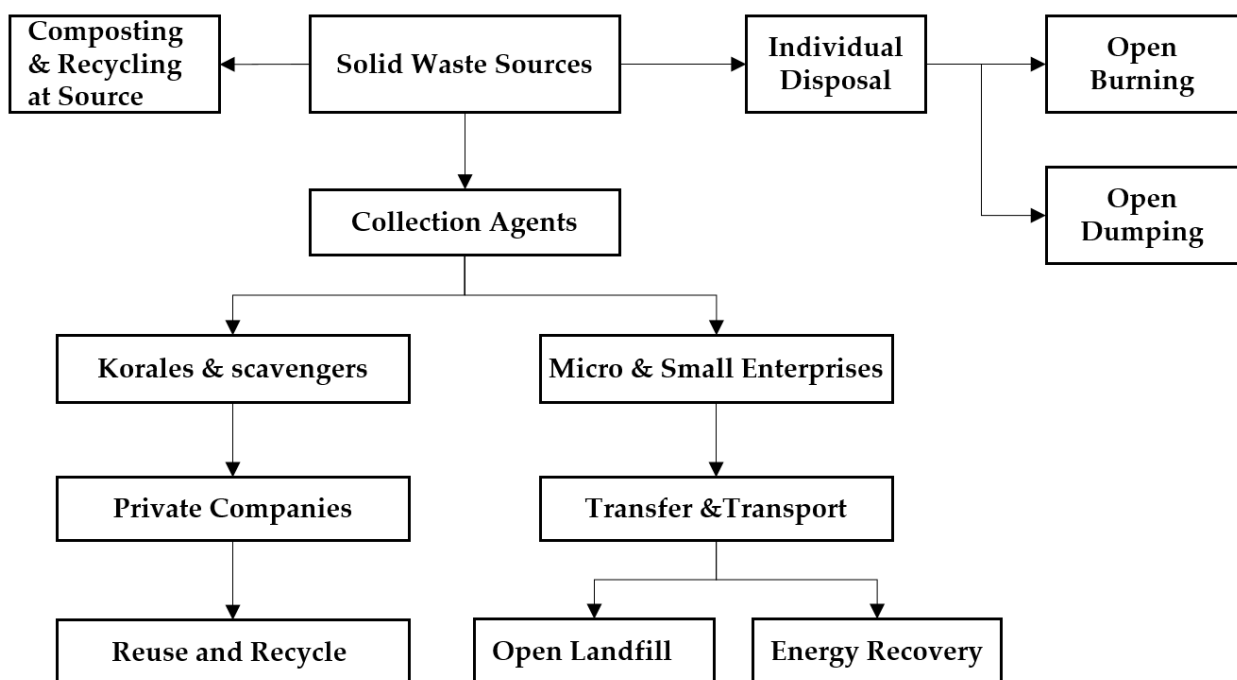 Composting
& Recycling
at Source
Solid Waste Sources
Individual
Disposal
Open
Burning
Open
Dumping
Collection Agents
Korales & scavengers
Micro & Small Enterprises
Private Companies
Transfer &Transport
Reuse and Recycle
Open Landfill
Energy Recovery